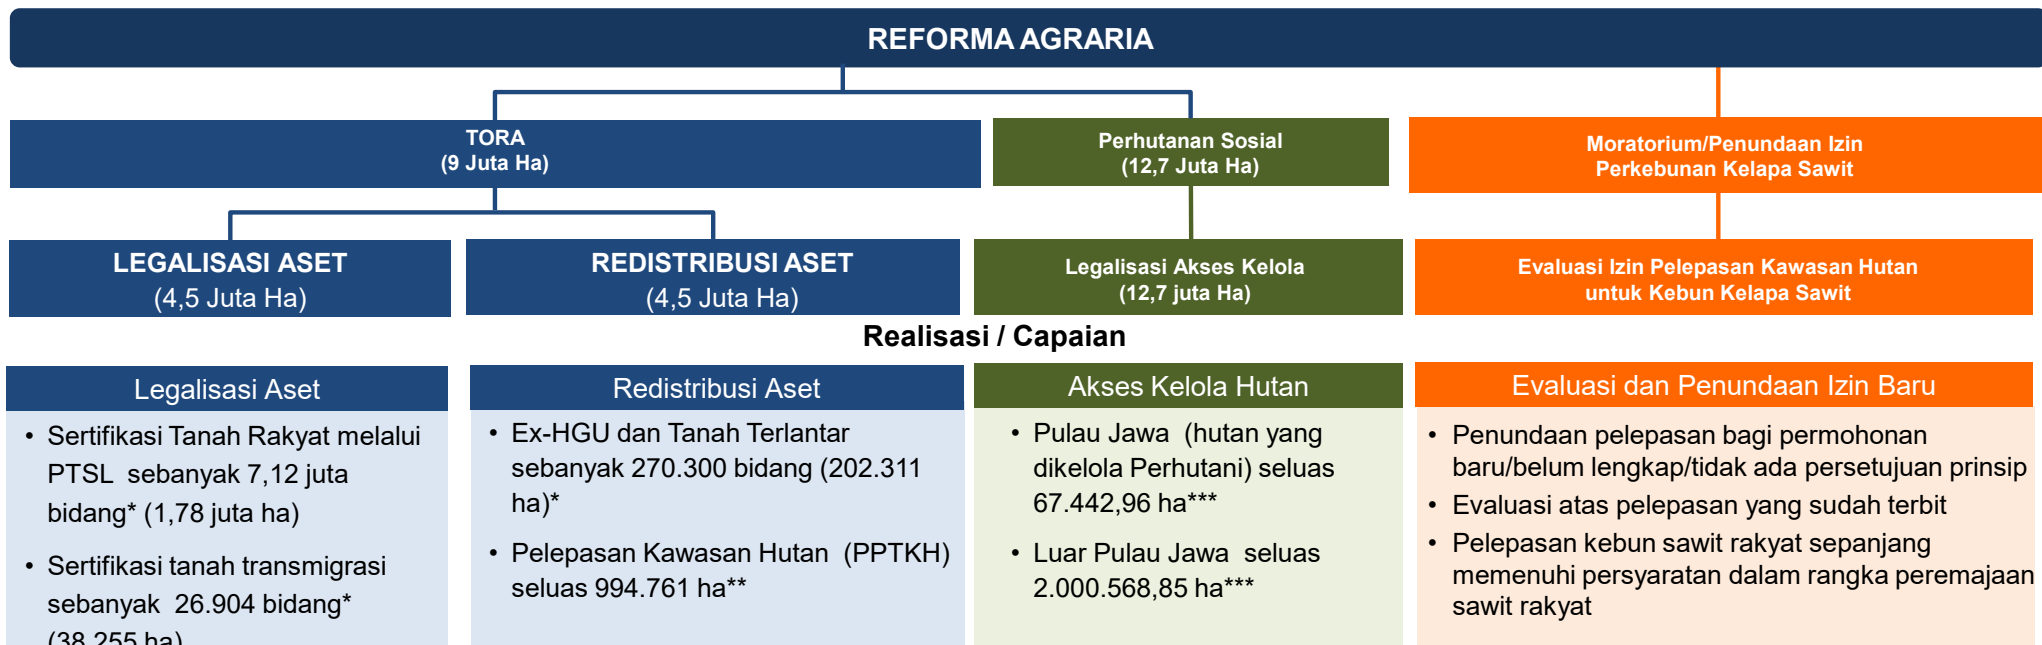 REFORMA AGRARIA
TORA
(9 Juta Ha)
Perhutanan Sosial
(12,7 Juta Ha)
Moratorium/Penundaan Izin
Perkebunan Kelapa Sawit
LEGALISASI ASET
(4,5 Juta Ha)
REDISTRIBUSI ASET
(4,5 Juta Ha)
Legalisasi Akses Kelola
(12,7 juta Ha)
Evaluasi Izin Pelepasan Kawasan Hutan
untuk Kebun Kelapa Sawit
Realisasi / Capaian
Legalisasi Aset
• Sertifikasi Tanah Rakyat melalui
PTSL sebanyak 7,12 juta
bidang* (1,78 juta ha)
• Sertifikasi tanah transmigrasi
sebanyak 26.904 bidang*
(38.255 ha)
Redistribusi Aset
• Ex-HGU dan Tanah Terlantar
sebanyak 270.300 bidang (202.311
ha)*
• Pelepasan Kawasan Hutan (PPTKH)
seluas 994.761 ha**
Akses Kelola Hutan
• Pulau Jawa (hutan yang
dikelola Perhutani) seluas
67.442,96 ha***
• Luar Pulau Jawa seluas
2.000.568,85 ha***
Evaluasi dan Penundaan Izin Baru
• Penundaan pelepasan bagi permohonan
baru/belum lengkap/tidak ada persetujuan prinsip
• Evaluasi atas pelepasan yang sudah terbit
• Pelepasan kebun sawit rakyat sepanjang
memenuhi persyaratan dalam rangka peremajaan
sawit rakyat